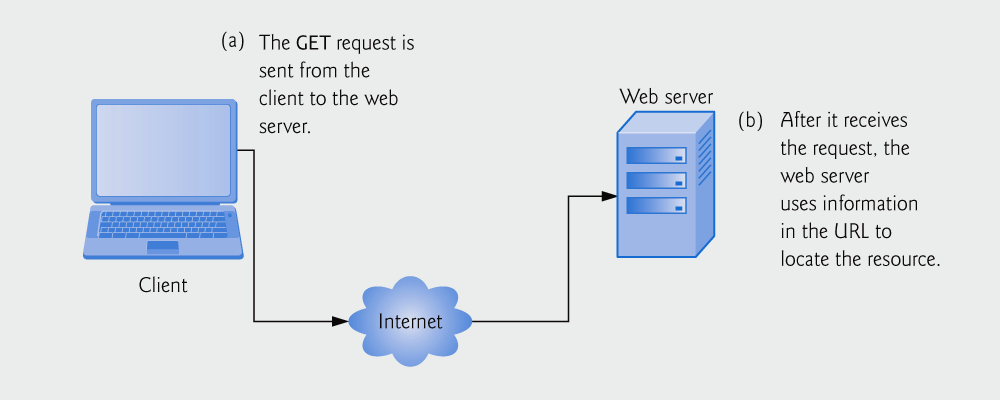 (a) The GET request is
sent from the
client to the web
server.
Web server
(b) After it receives
the request, the
web server
uses information
in the URL to
locate the resource.
Client
Internet